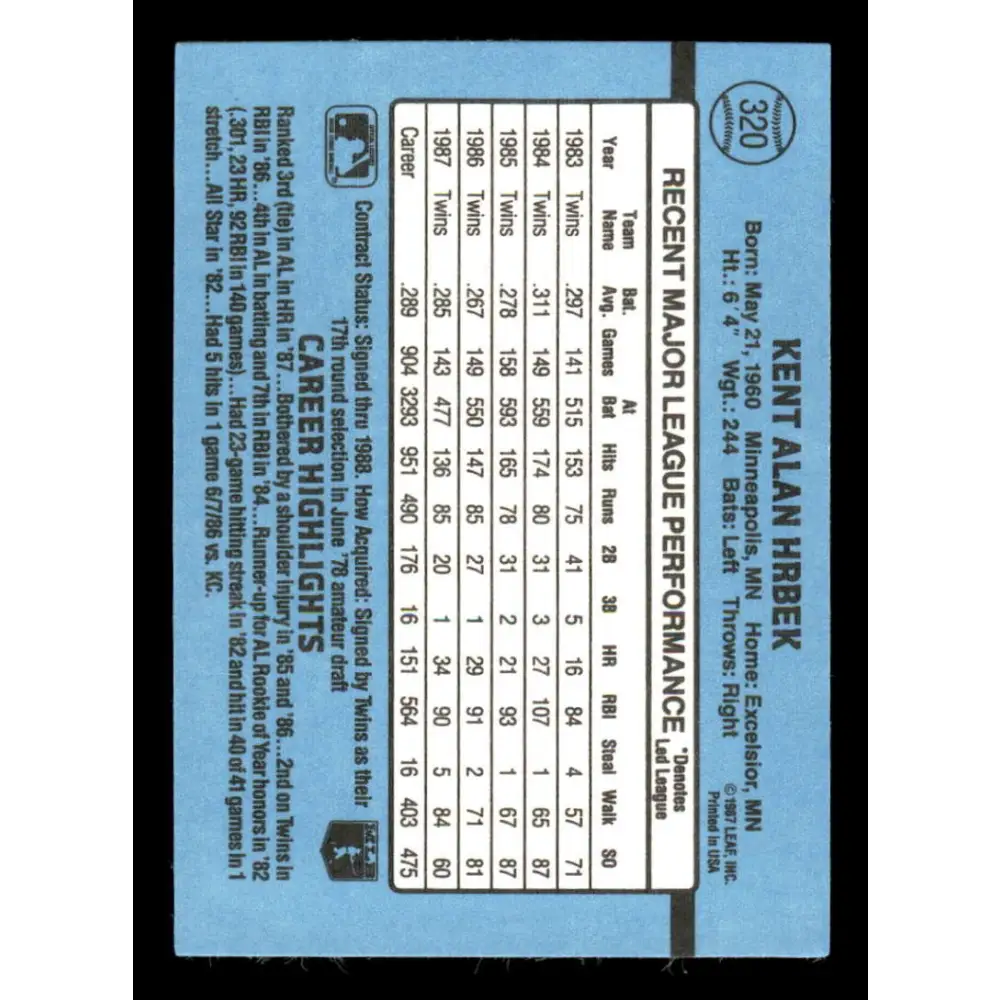 320
KENT ALAN HRBEK
Born: May 21, 1960 Minneapolis, MN Home: Excelsior, MN
Ht.: 6'4" Wgt.: 244 Bats: Left Throws: Right
©1987 LEAF, INC.
Printed in USA
RECENT MAJOR LEAGUE PERFORMANCE *Denotes Led League
Year Team Name Bat. Avg. Games At Bat Hits Runs 2B 3B HR RBI Steal Walk SO
1983 Twins .297 141 515 153 75 41 5 16 84 4 57 71
1984 Twins .311 149 559 174 80 31 3 27 107 1 65 87
1985 Twins .278 158 593 165 78 31 2 21 93 1 67 87
1986 Twins .267 149 550 147 85 27 1 29 91 2 71 81
1987 Twins .285 143 477 136 85 20 1 34 90 5 84 60
Career .289 904 3293 951 490 176 16 151 564 16 403 475
Contract Status: Signed thru 1988. How Acquired: Signed by Twins as their
17th round selection in June '78 amateur draft
CAREER HIGHLIGHTS
Ranked 3rd (tie) in AL in HR in '87...Bothered by a shoulder injury in '85 and '86...2nd on Twins in
RBI in '86...4th in AL in batting and 7th in RBI in '84...Runner-up for AL Rookie of Year honors in '82
(.301, 23 HR, 92 RBI in 140 games)...Had 23-game hitting streak in '82 and hit in 40 of 41 games in 1
stretch...All Star in '82...Had 5 hits in 1 game 6/7/86 vs. KC.